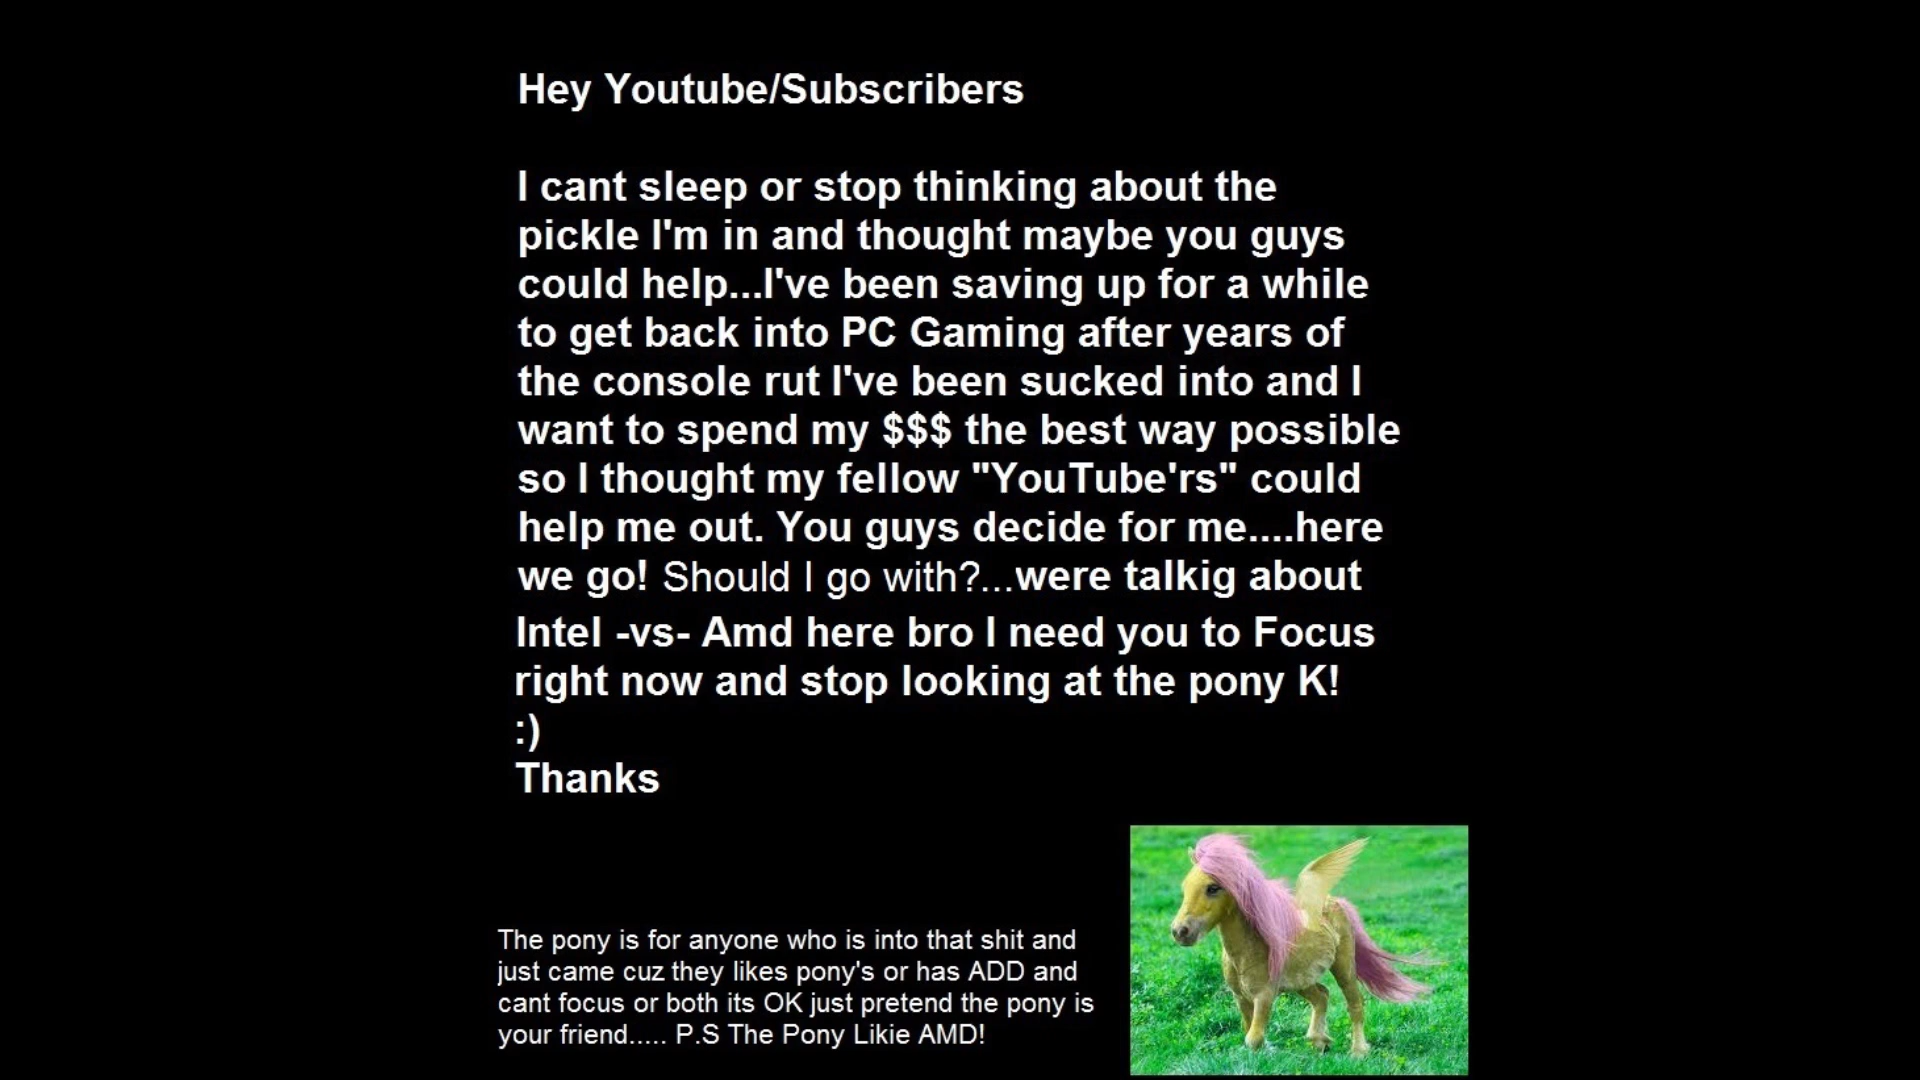 Hey Youtube/Subscribers
I cant sleep or stop thinking about the
pickle I'm in and thought maybe you guys
could help...I've been saving up for a while
to get back into PC Gaming after years of
the console rut I've been sucked into and I
want to spend my $$$ the best way possible
so I thought my fellow "YouTube'rs" could
help me out. You guys decide for me....here
we go! Should I go with?...were talkig about
Intel -vs- Amd here bro I need you to Focus
right now and stop looking at the pony K!
:)
Thanks
The pony is for anyone who is into that shit and
just came cuz they likes pony's or has ADD and
cant focus or both its OK just pretend the pony is
your friend..... P.S The Pony Likie AMD!